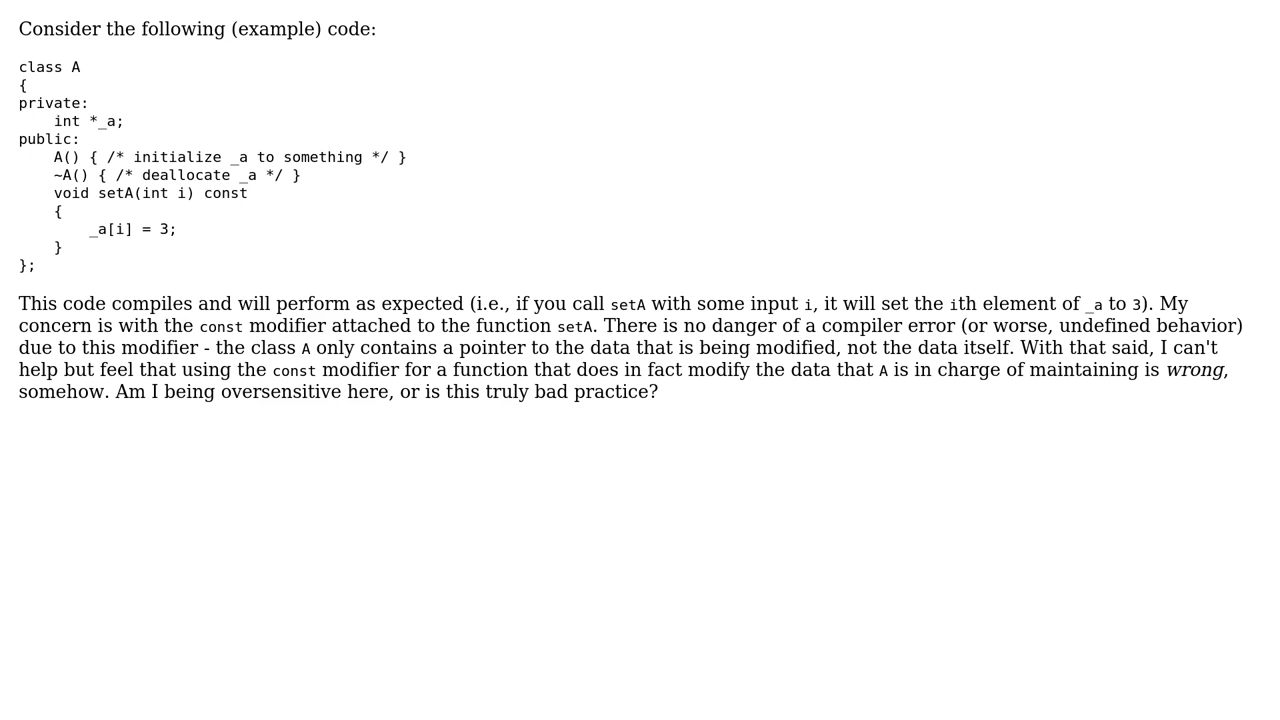 Consider the following (example) code:
class A
{
private:
    int *_a;
public:
    A() { /* initialize _a to something */ }
    ~A() { /* deallocate _a */ }
    void setA(int i) const
    {
        _a[i] = 3;
    }
};
This code compiles and will perform as expected (i.e., if you call setA with some input i, it will set the ith element of _a to 3). My
concern is with the const modifier attached to the function setA. There is no danger of a compiler error (or worse, undefined behavior)
due to this modifier - the class A only contains a pointer to the data that is being modified, not the data itself. With that said, I can't
help but feel that using the const modifier for a function that does in fact modify the data that A is in charge of maintaining is wrong,
somehow. Am I being oversensitive here, or is this truly bad practice?